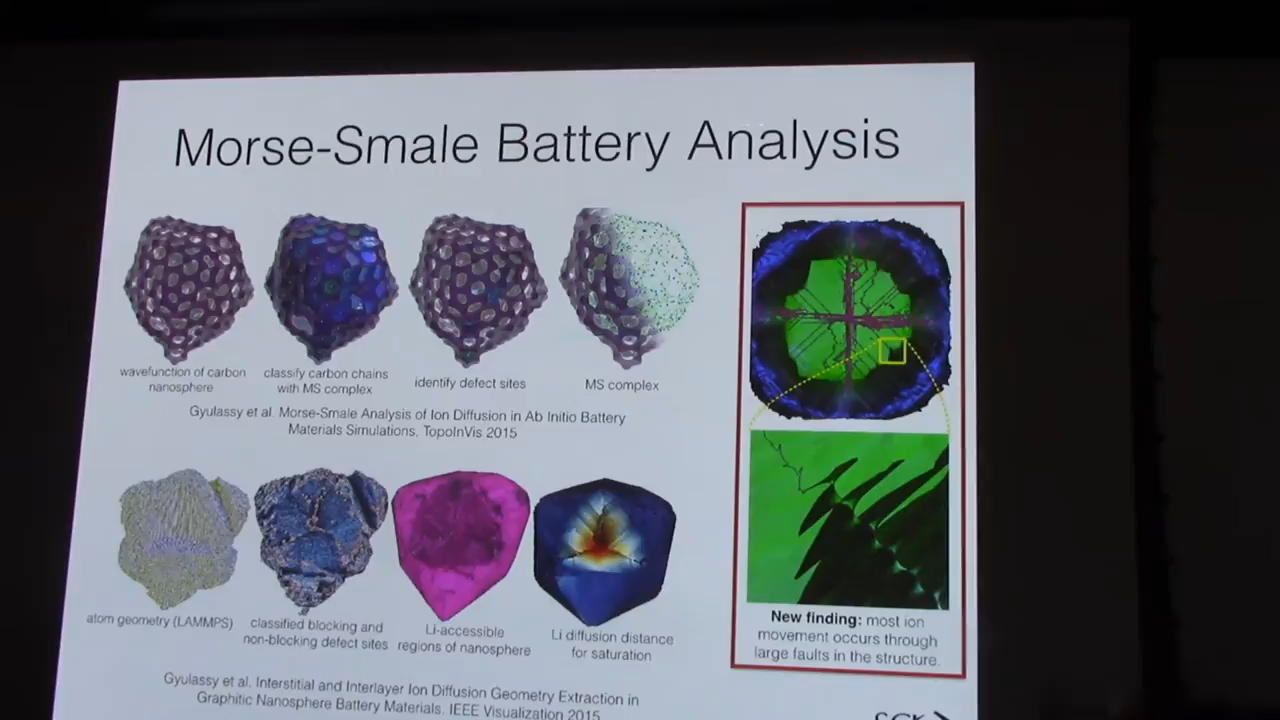 Morse-Smale Battery Analysis
wavefunction of carbon
nanosphere
classify carbon chains
with MS complex
identify defect sites
MS complex
Gyulassy et al. Morse-Smale Analysis of Ion Diffusion in Ab Initio Battery
Materials Simulations, TopoInVis 2015
atom geometry (LAMMPS)
classified blocking and
non-blocking defect sites
Li-accessible
regions of nanosphere
Li diffusion distance
for saturation
Gyulassy et al. Interstitial and Interlayer Ion Diffusion Geometry Extraction in
Graphitic Nanosphere Battery Materials. IEEE Visualization 2015
New finding: most ion
movement occurs through
large faults in the structure.